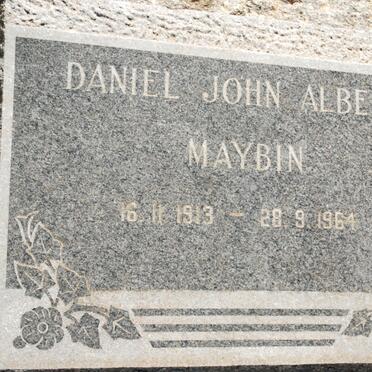 DANIEL JOHN ALBE
MAYBIN
16.11.1913 - 28.9.1964